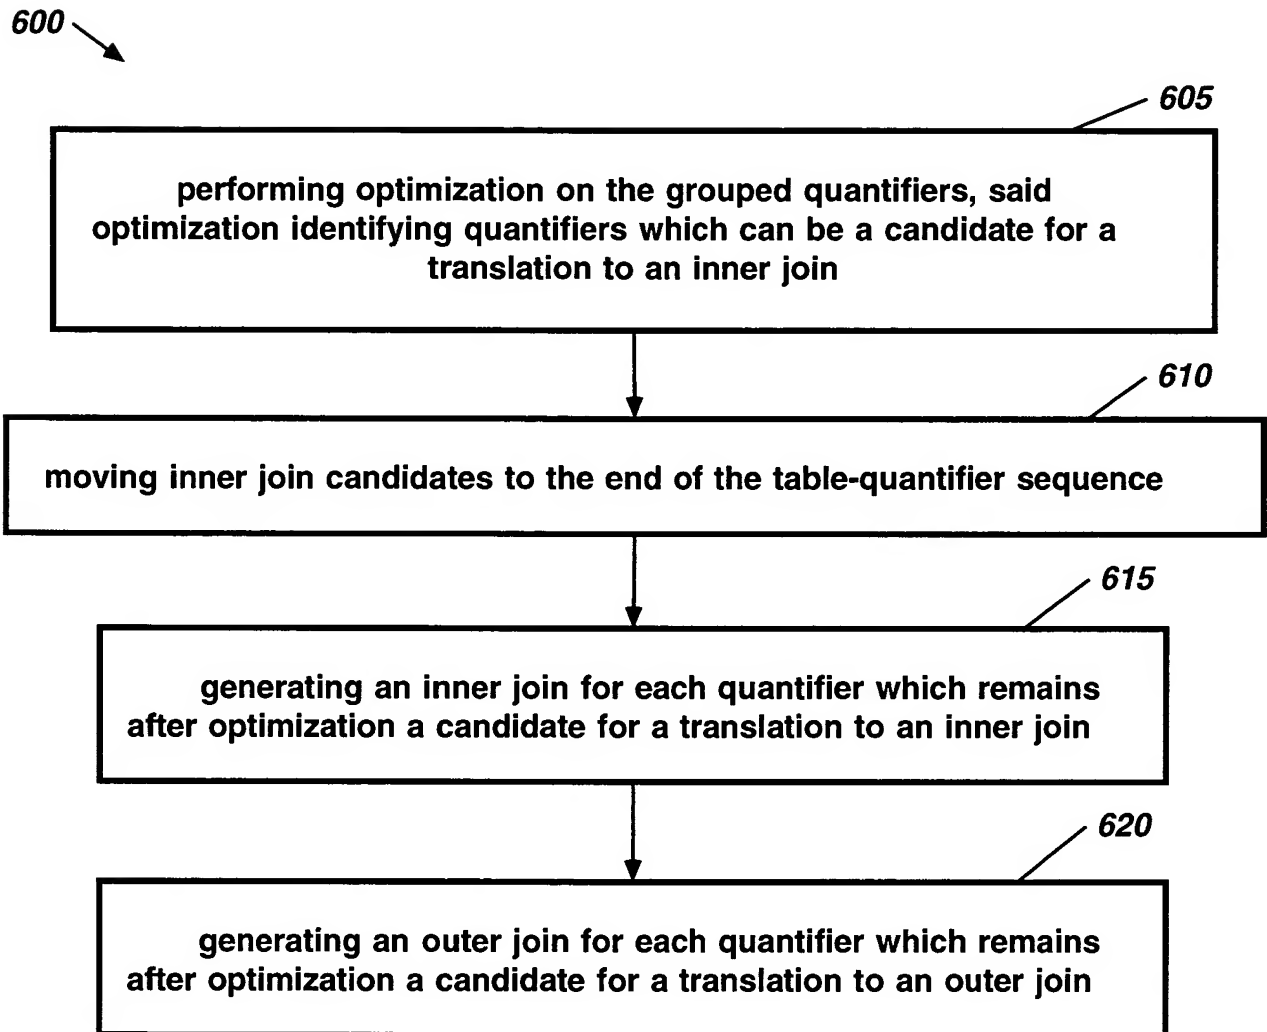 600
605
performing optimization on the grouped quantifiers, said
optimization identifying quantifiers which can be a candidate for a
translation to an inner join
610
moving inner join candidates to the end of the table-quantifier sequence
615
generating an inner join for each quantifier which remains
after optimization a candidate for a translation to an inner join
620
generating an outer join for each quantifier which remains
after optimization a candidate for a translation to an outer join